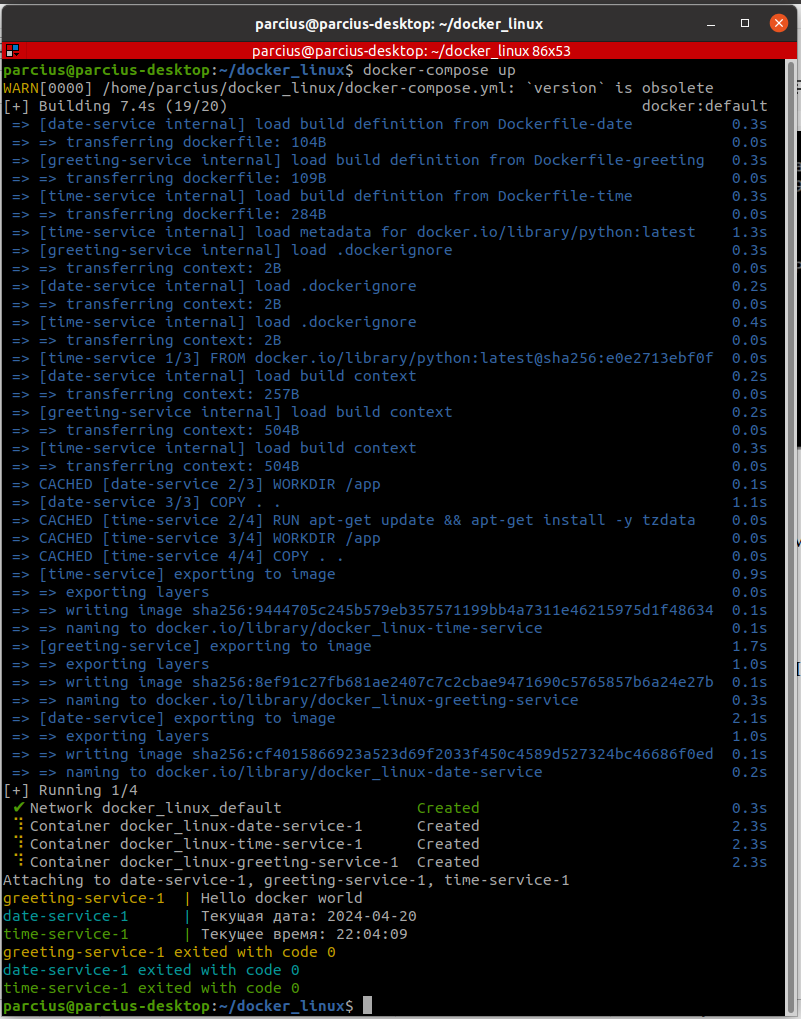 parcius@parcius-desktop: ~/docker_linux
parcius@parcius-desktop: ~/docker_linux 86x53
parcius@parcius-desktop:~/docker_linux$ docker-compose up
WARN[0000] /home/parcius/docker_linux/docker-compose.yml: `version` is obsolete
[+] Building 7.4s (19/20) docker:default
=> [date-service internal] load build definition from Dockerfile-date 0.3s
=> => transferring dockerfile: 104B 0.0s
=> [greeting-service internal] load build definition from Dockerfile-greeting 0.3s
=> => transferring dockerfile: 109B 0.0s
=> [time-service internal] load build definition from Dockerfile-time 0.3s
=> => transferring dockerfile: 284B 0.0s
=> [time-service internal] load metadata for docker.io/library/python:latest 1.3s
=> [greeting-service internal] load .dockerignore 0.3s
=> => transferring context: 2B 0.0s
=> [date-service internal] load .dockerignore 0.2s
=> => transferring context: 2B 0.0s
=> [time-service internal] load .dockerignore 0.4s
=> => transferring context: 2B 0.0s
=> [time-service 1/3] FROM docker.io/library/python:latest@sha256:e0e2713ebf0f 0.0s
=> [date-service internal] load build context 0.2s
=> => transferring context: 257B 0.0s
=> [greeting-service internal] load build context 0.2s
=> => transferring context: 504B 0.0s
=> [time-service internal] load build context 0.3s
=> => transferring context: 504B 0.0s
=> CACHED [date-service 2/3] WORKDIR /app 0.1s
=> [date-service 3/3] COPY . . 1.1s
=> CACHED [time-service 2/4] RUN apt-get update && apt-get install -y tzdata 0.0s
=> CACHED [time-service 3/4] WORKDIR /app 0.0s
=> CACHED [time-service 4/4] COPY . . 0.0s
=> [time-service] exporting to image 0.9s
=> => exporting layers 0.0s
=> => writing image sha256:9444705c245b579eb357571199bb4a7311e46215975d1f48634 0.1s
=> => naming to docker.io/library/docker_linux-time-service 0.1s
=> [greeting-service] exporting to image 1.7s
=> => exporting layers 1.0s
=> => writing image sha256:8ef91c27fb681ae2407c7c2cbae9471690c5765857b6a24e27b 0.1s
=> => naming to docker.io/library/docker_linux-greeting-service 0.3s
=> [date-service] exporting to image 2.1s
=> => exporting layers 1.0s
=> => writing image sha256:cf4015866923a523d69f2033f450c4589d527324bc46686f0ed 0.1s
=> => naming to docker.io/library/docker_linux-date-service 0.2s
[+] Running 1/4
✔ Network docker_linux_default Created 0.3s
⠹ Container docker_linux-date-service-1 Created 2.3s
⠹ Container docker_linux-time-service-1 Created 2.3s
⠹ Container docker_linux-greeting-service-1 Created 2.3s
Attaching to date-service-1, greeting-service-1, time-service-1
greeting-service-1 | Hello docker world
date-service-1 | Текущая дата: 2024-04-20
time-service-1 | Текущее время: 22:04:09
greeting-service-1 exited with code 0
date-service-1 exited with code 0
time-service-1 exited with code 0
parcius@parcius-desktop:~/docker_linux$